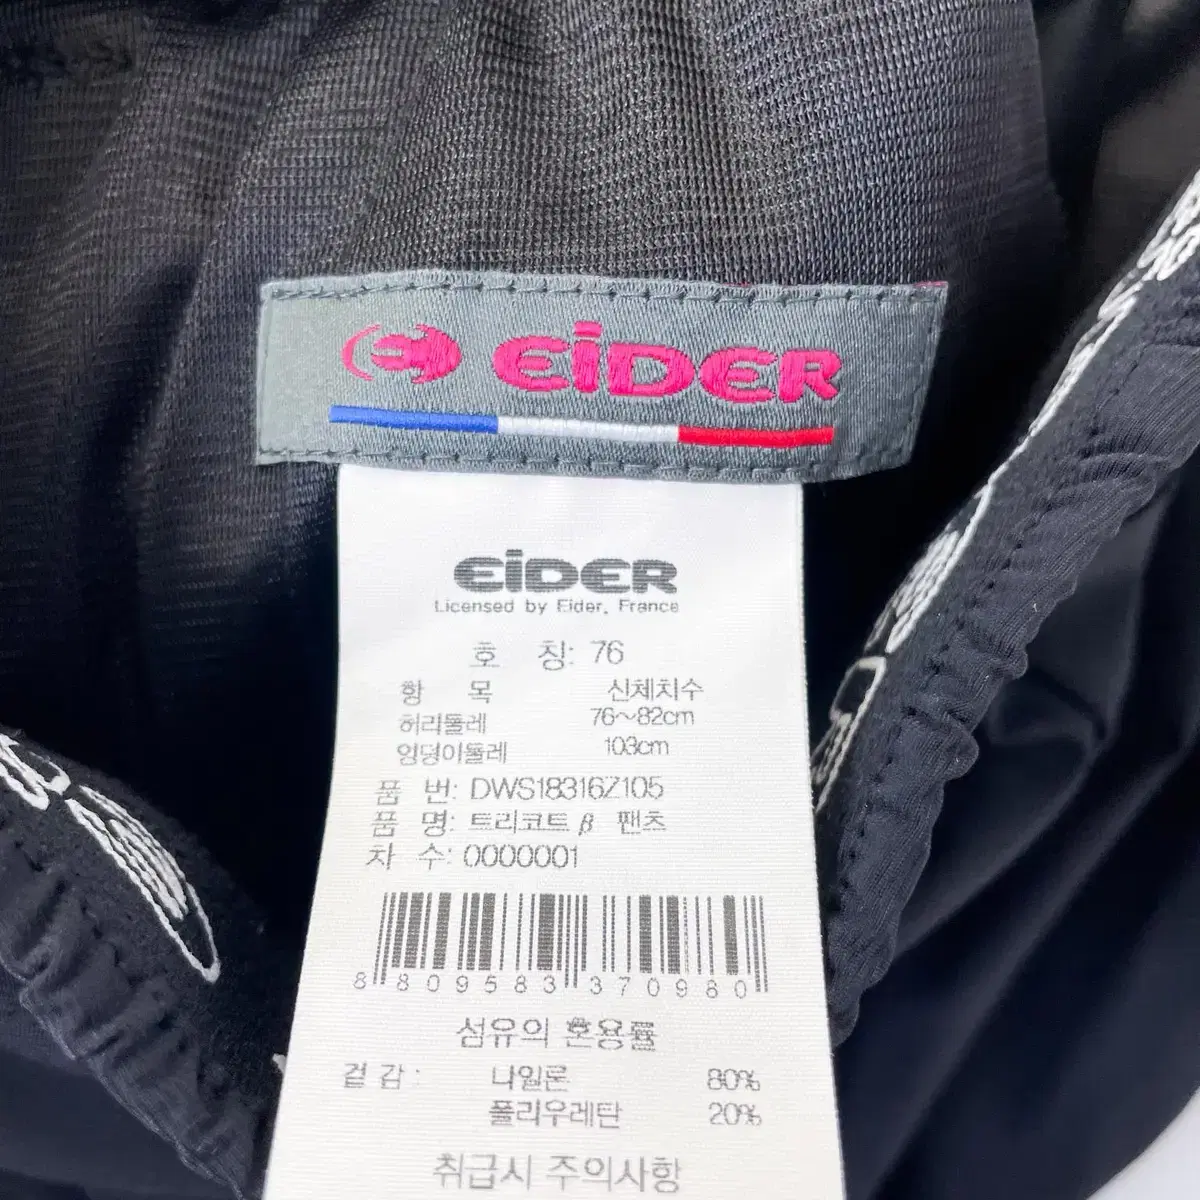 EiDER
EiDER
Licensed by Eider, France
호 칭: 76
항 목 신체치수
허리둘레 76~82cm
엉덩이둘레 103cm
품 번: DWS18316Z105
품 명: 트리코트 β 팬츠
차 수: 0000001
8 809583 370980
섬유의 혼용률
겉감: 나일론 80%
폴리우레탄 20%
취급시 주의사항